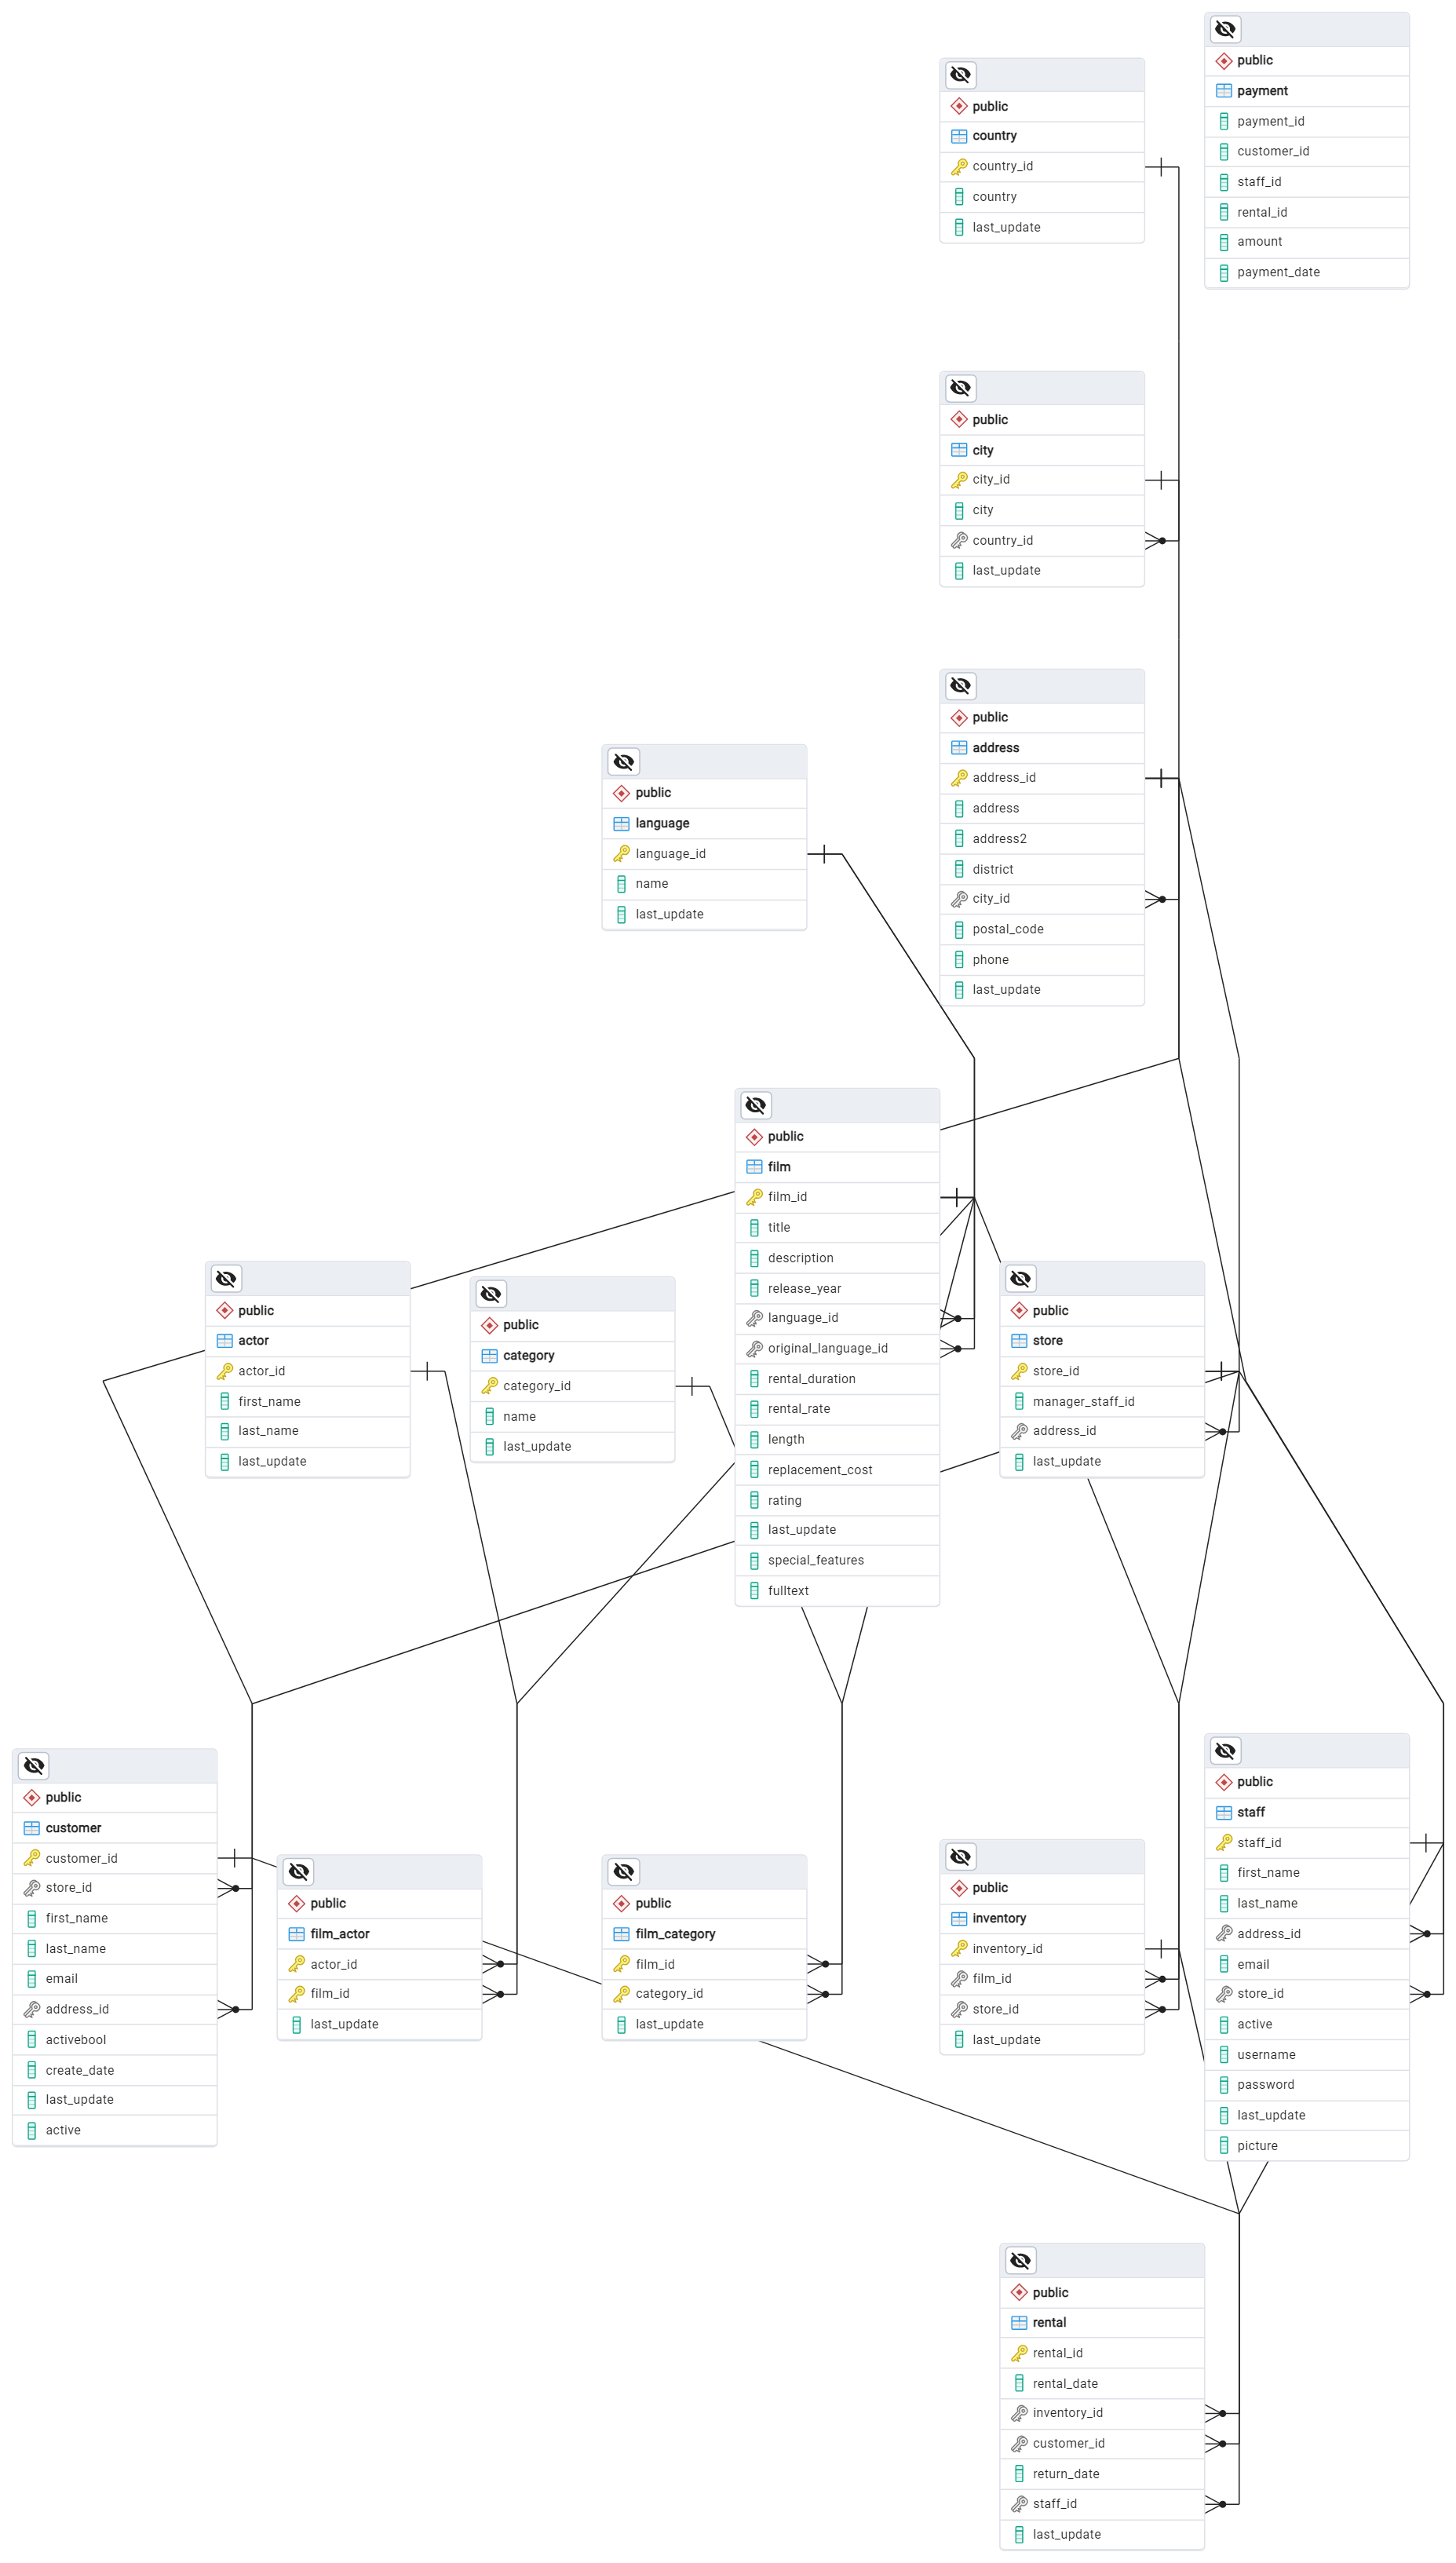 public
payment
payment_id
customer_id
staff_id
rental_id
amount
payment_date
public
country
country_id
country
last_update
public
city
city_id
city
country_id
last_update
public
address
address_id
address
address2
district
city_id
postal_code
phone
last_update
public
language
language_id
name
last_update
public
film
film_id
title
description
release_year
language_id
original_language_id
rental_duration
rental_rate
length
replacement_cost
rating
last_update
special_features
fulltext
public
actor
actor_id
first_name
last_name
last_update
public
category
category_id
name
last_update
public
store
store_id
manager_staff_id
address_id
last_update
public
customer
customer_id
store_id
first_name
last_name
email
address_id
activebool
create_date
last_update
active
public
film_actor
actor_id
film_id
last_update
public
film_category
film_id
category_id
last_update
public
inventory
inventory_id
film_id
store_id
last_update
public
staff
staff_id
first_name
last_name
address_id
email
store_id
active
username
password
last_update
picture
public
rental
rental_id
rental_date
inventory_id
customer_id
return_date
staff_id
last_update